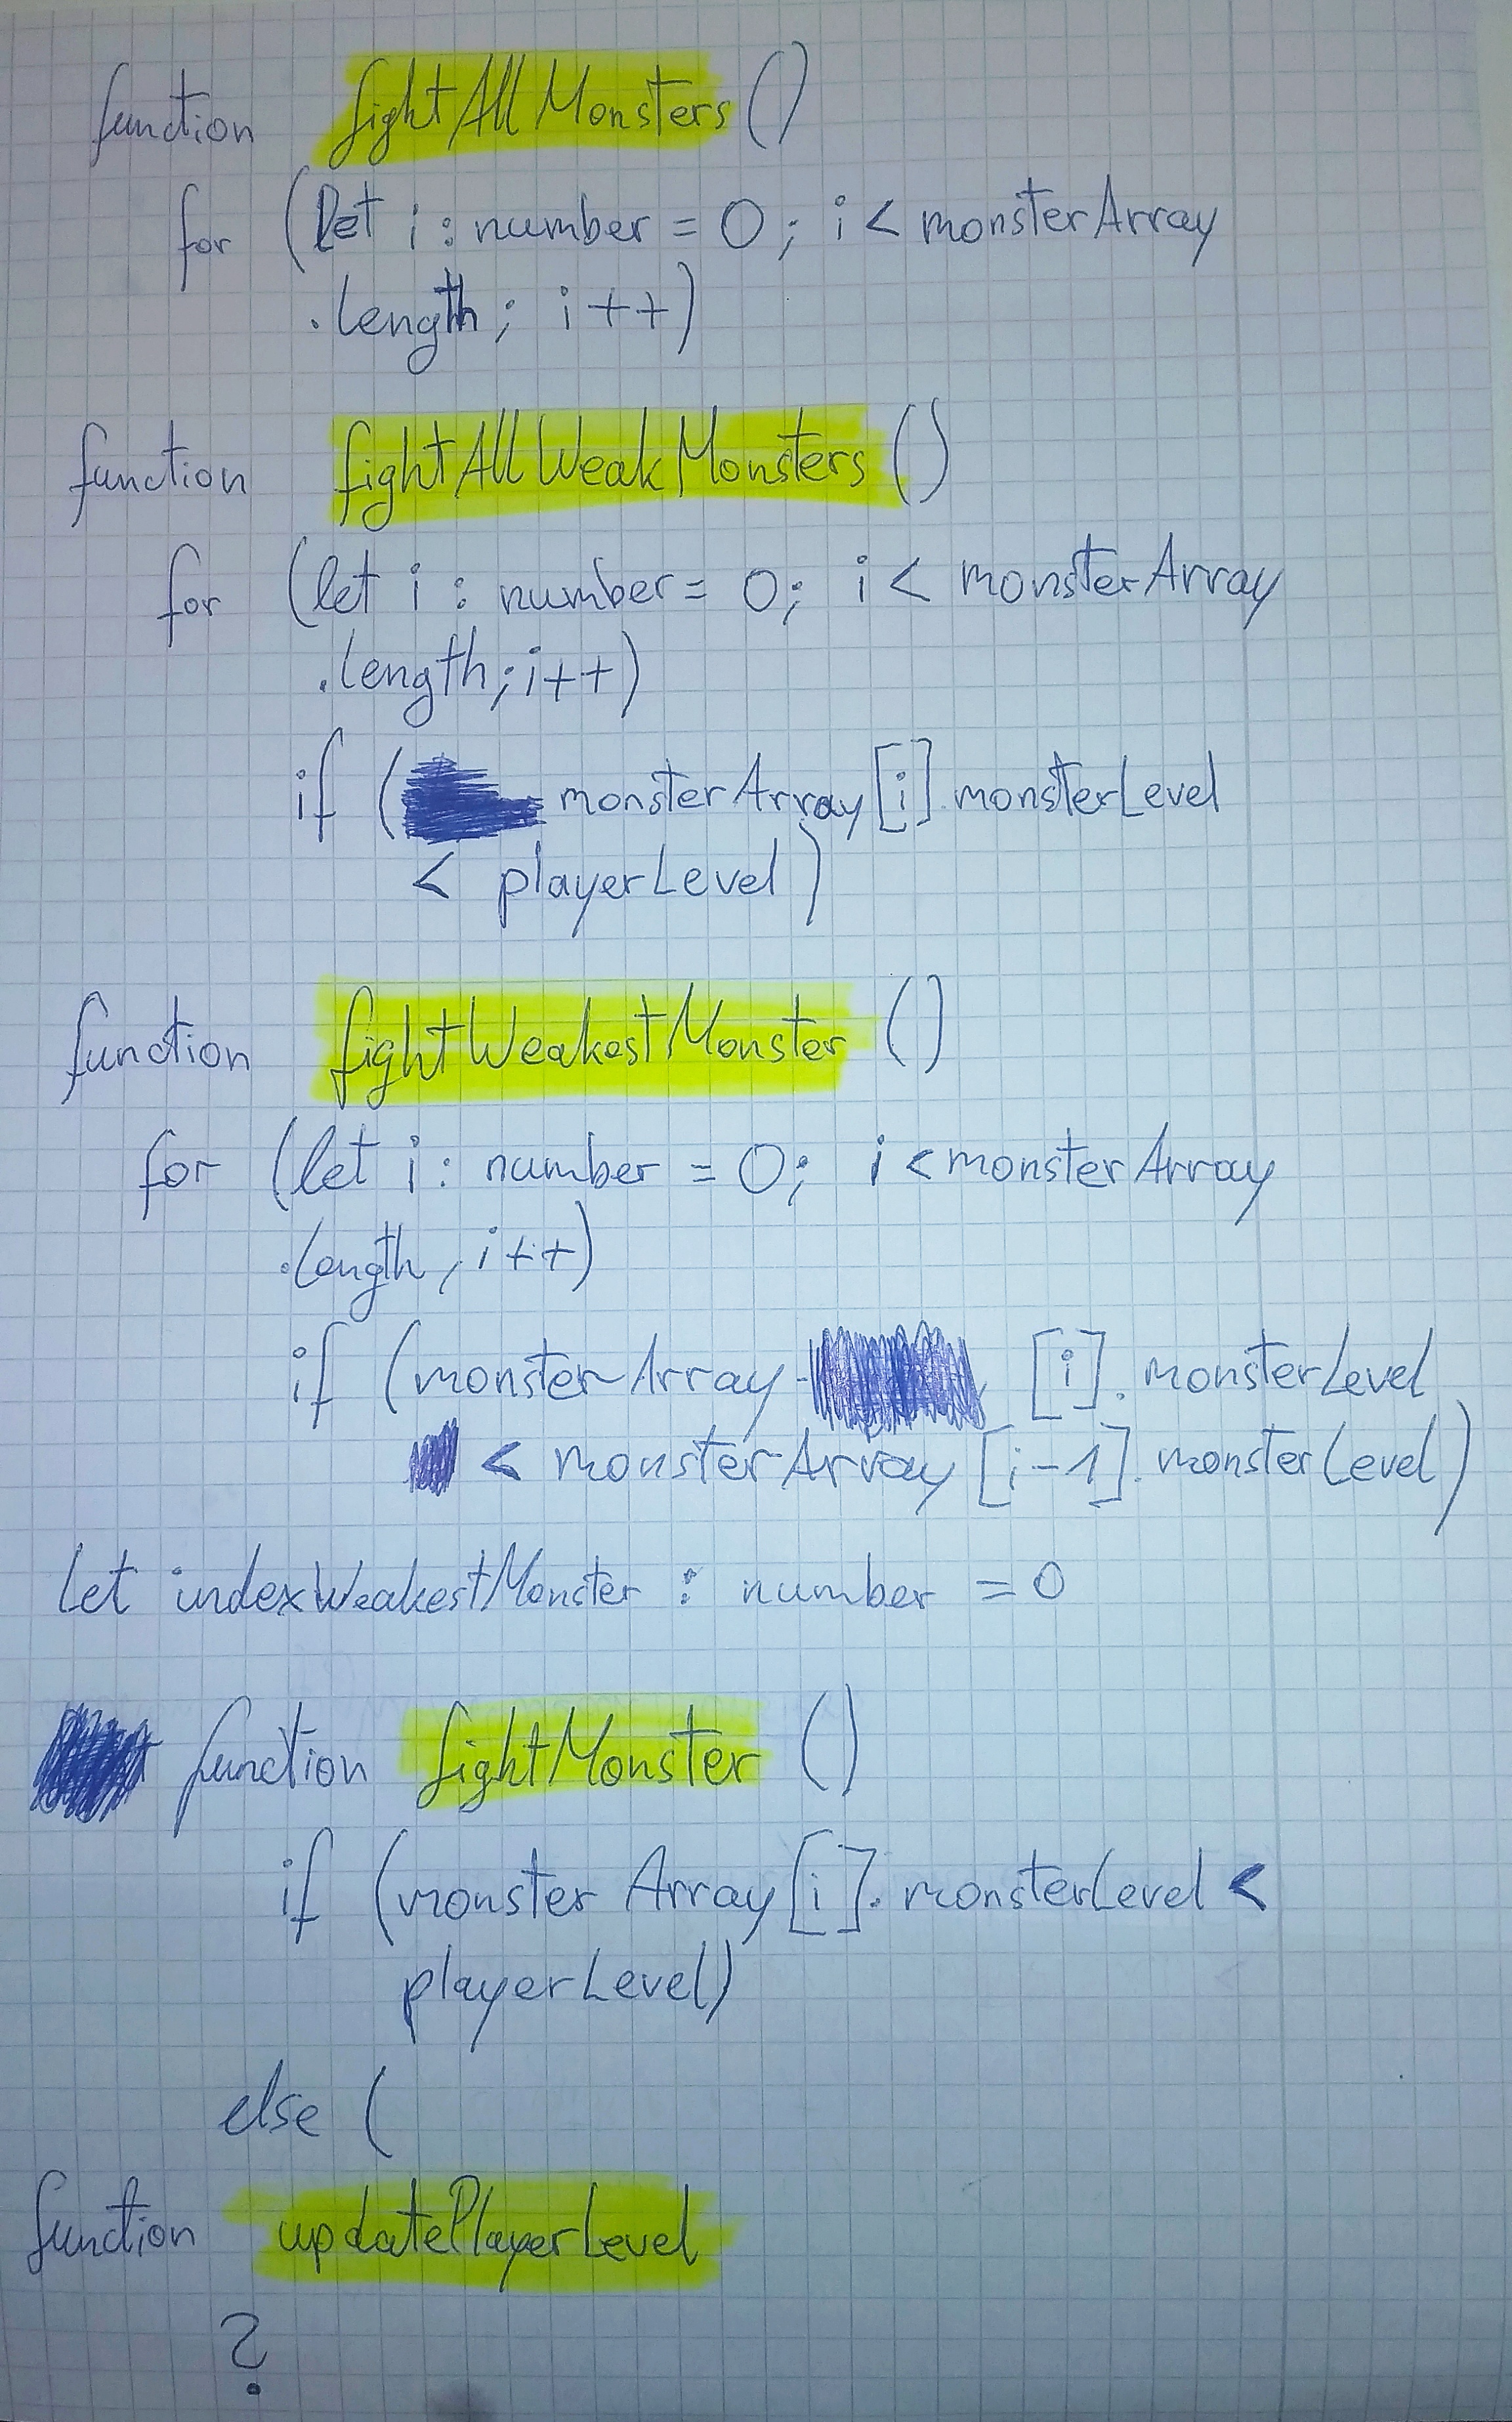 function fightAllMonsters ()
for (let i : number = 0 ; i < monsterArray
.length ; i ++)
function fightAllWeakMonsters ()
for (let i : number = 0; i < monsterArray
.length ; i++)
if ( monsterArray [i] . monsterLevel
< playerLevel )
function fightWeakestMonster ()
for (let i : number = 0; i < monsterArray
.length , i ++)
if (monsterArray [i] . monsterLevel
< monsterArray [i-1] . monsterLevel )
let indexWeakestMonster : number = 0
function fightMonster ()
if (monster Array [i] . monsterLevel <
playerLevel)
else (
function updatePlayerLevel
?